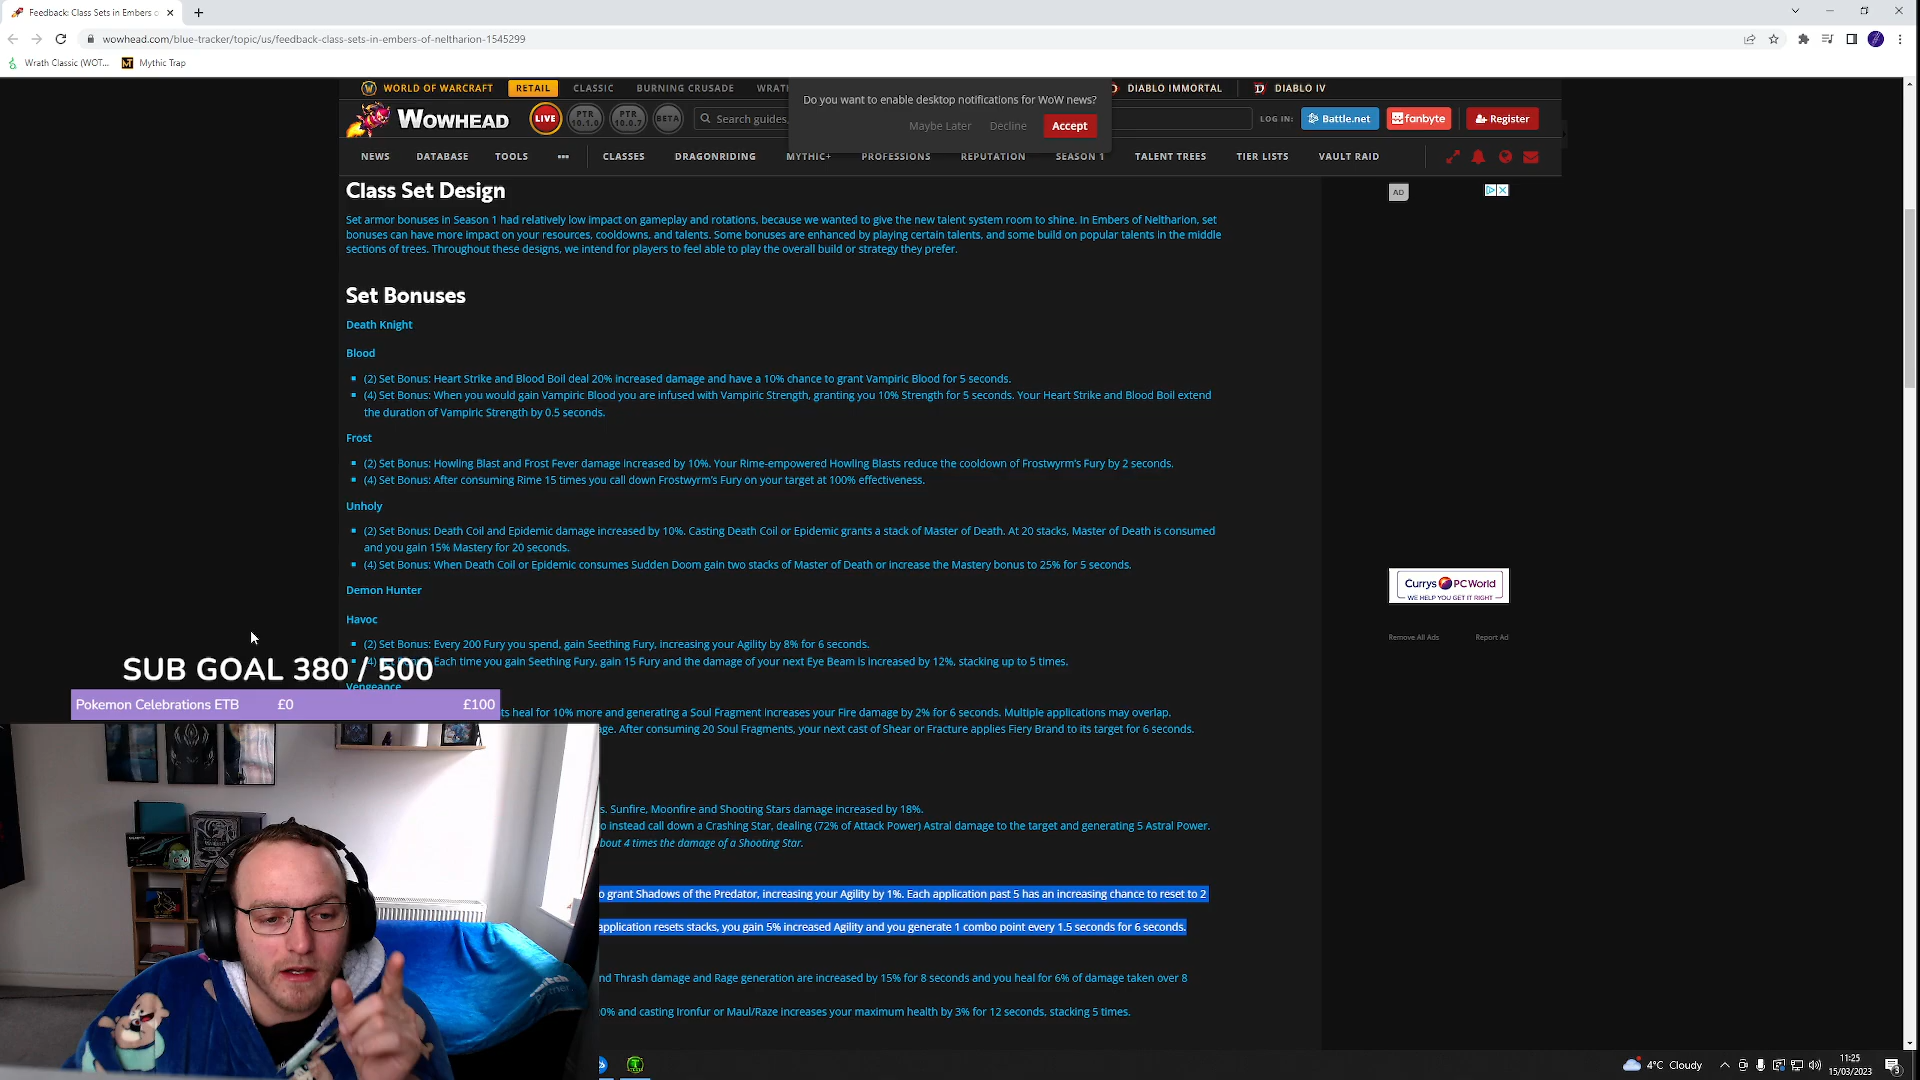 Feedback: Class Sets in Embers o
wowhead.com/blue-tracker/topic/us/feedback-class-sets-in-embers-of-neltharion-1545299
Wrath Classic (WOT... Mythic Trap
WORLD OF WARCRAFT RETAIL CLASSIC BURNING CRUSADE WRAT DIABLO IMMORTAL DIABLO IV
Do you want to enable desktop notifications for WoW news?
Maybe Later Decline Accept
WOWHEAD LIVE PTR 10.1.0 PTR 10.0.7 BETA Search guides, LOG IN: Battle.net fanbyte Register
NEWS DATABASE TOOLS ... CLASSES DRAGONRIDING MYTHIC+ PROFESSIONS REPUTATION SEASON 1 TALENT TREES TIER LISTS VAULT RAID
Class Set Design
AD
Set armor bonuses in Season 1 had relatively low impact on gameplay and rotations, because we wanted to give the new talent system room to shine. In Embers of Neltharion, set
bonuses can have more impact on your resources, cooldowns, and talents. Some bonuses are enhanced by playing certain talents, and some build on popular talents in the middle
sections of trees. Throughout these designs, we intend for players to feel able to play the overall build or strategy they prefer.
Set Bonuses
Death Knight
Blood
(2) Set Bonus: Heart Strike and Blood Boil deal 20% increased damage and have a 10% chance to grant Vampiric Blood for 5 seconds.
(4) Set Bonus: When you would gain Vampiric Blood you are infused with Vampiric Strength, granting you 10% Strength for 5 seconds. Your Heart Strike and Blood Boil extend
the duration of Vampiric Strength by 0.5 seconds.
Frost
(2) Set Bonus: Howling Blast and Frost Fever damage increased by 10%. Your Rime-empowered Howling Blasts reduce the cooldown of Frostwyrm's Fury by 2 seconds.
(4) Set Bonus: After consuming Rime 15 times you call down Frostwyrm's Fury on your target at 100% effectiveness.
Unholy
(2) Set Bonus: Death Coil and Epidemic damage increased by 10%. Casting Death Coil or Epidemic grants a stack of Master of Death. At 20 stacks, Master of Death is consumed
and you gain 15% Mastery for 20 seconds.
(4) Set Bonus: When Death Coil or Epidemic consumes Sudden Doom gain two stacks of Master of Death or increase the Mastery bonus to 25% for 5 seconds.
Currys PC World
WE HELP YOU GET IT RIGHT
Remove All Ads Report Ad
Demon Hunter
Havoc
(2) Set Bonus: Every 200 Fury you spend, gain Seething Fury, increasing your Agility by 8% for 6 seconds.
Each time you gain Seething Fury, gain 15 Fury and the damage of your next Eye Beam is increased by 12%, stacking up to 5 times.
SUB GOAL 380 / 500
Vengeance
Pokemon Celebrations ETB £0 £100
ts heal for 10% more and generating a Soul Fragment increases your Fire damage by 2% for 6 seconds. Multiple applications may overlap.
ge. After consuming 20 Soul Fragments, your next cast of Shear or Fracture applies Fiery Brand to its target for 6 seconds.
s. Sunfire, Moonfire and Shooting Stars damage increased by 18%.
o instead call down a Crashing Star, dealing (72% of Attack Power) Astral damage to the target and generating 5 Astral Power.
bout 4 times the damage of a Shooting Star.
o grant Shadows of the Predator, increasing your Agility by 1%. Each application past 5 has an increasing chance to reset to 2
application resets stacks, you gain 5% increased Agility and you generate 1 combo point every 1.5 seconds for 6 seconds.
nd Thrash damage and Rage generation are increased by 15% for 8 seconds and you heal for 6% of damage taken over 8
0% and casting Ironfur or Maul/Raze increases your maximum health by 3% for 12 seconds, stacking 5 times.
4°C Cloudy
11:25
15/03/2023
3